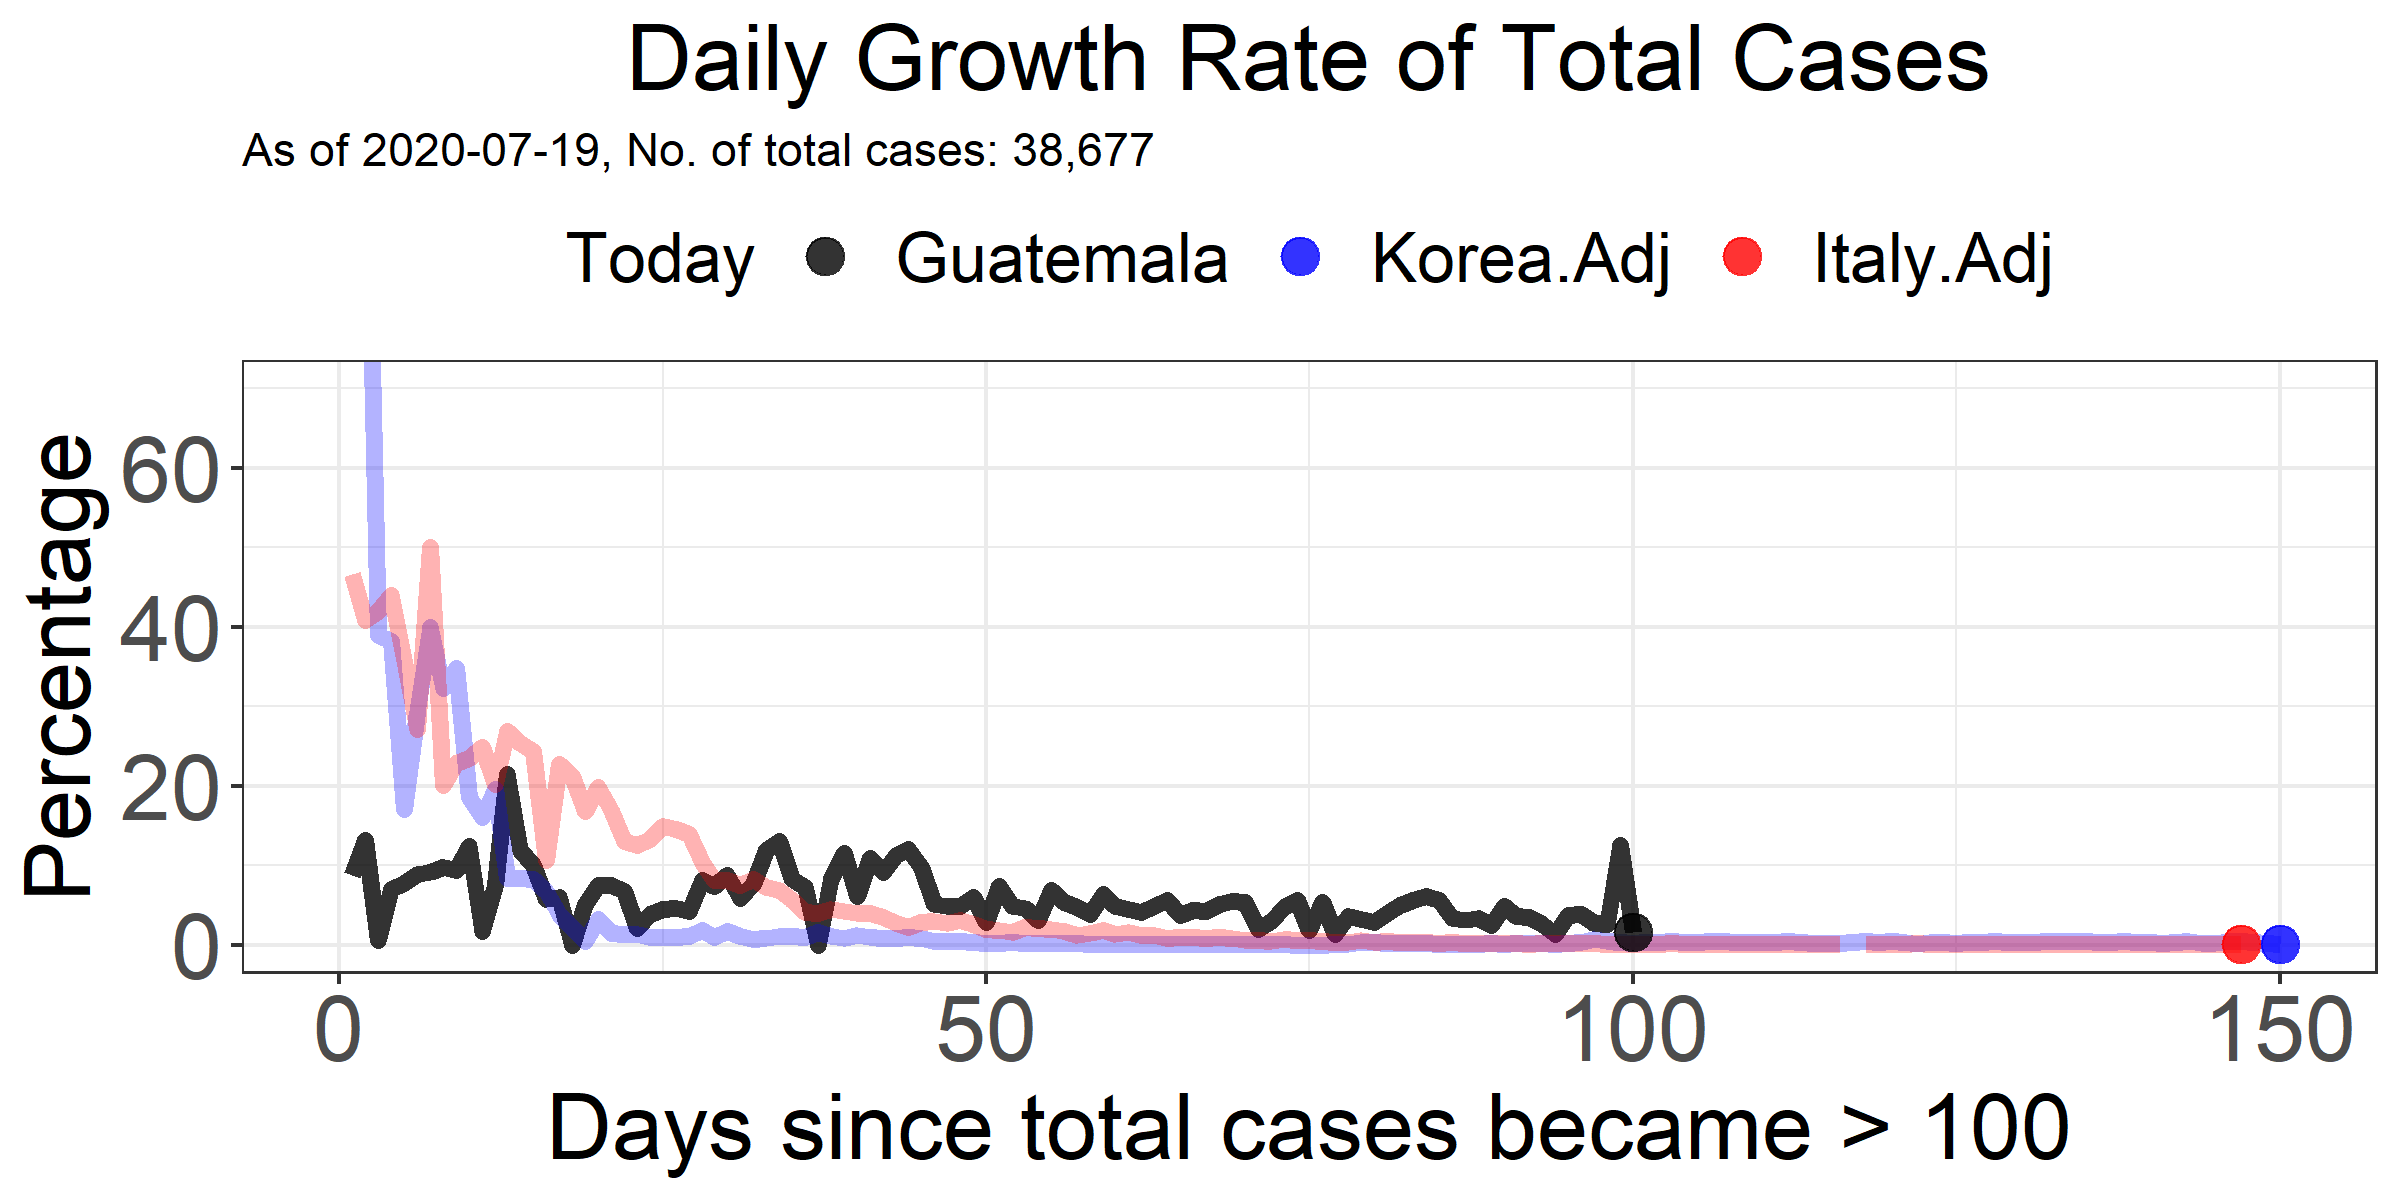 Daily Growth Rate of Total Cases
As of 2020-07-19, No. of total cases: 38,677
Today Guatemala Korea.Adj Italy.Adj
Percentage
60
40
20
0
0 50 100 150
Days since total cases became > 100